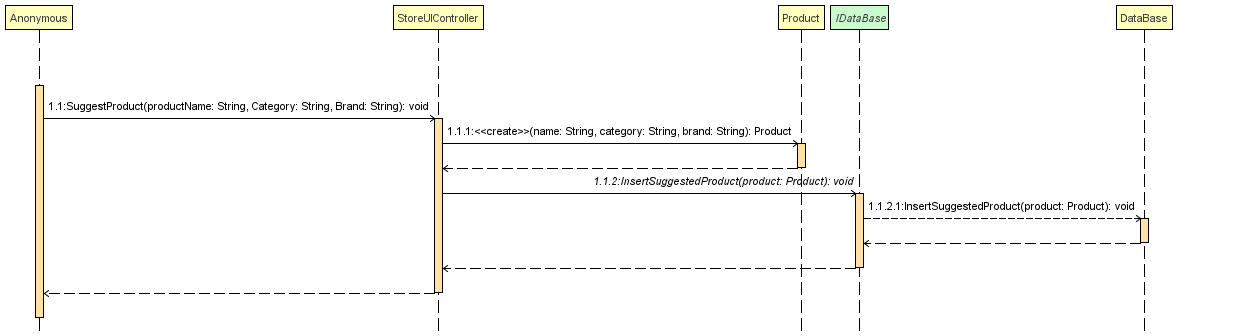 Anonymous
StoreUIController
Product
IDataBase
DataBase
1.1:SuggestProduct(productName: String, Category: String, Brand: String): void
1.1.1:<<create>>(name: String, category: String, brand: String): Product
1.1.2:InsertSuggestedProduct(product: Product): void
1.1.2.1:InsertSuggestedProduct(product: Product): void